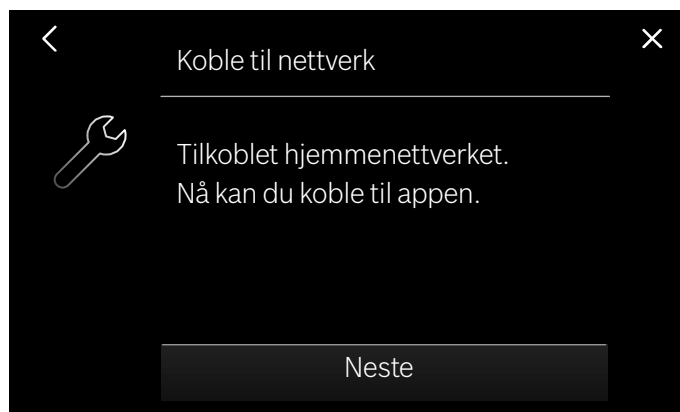 Koble til nettverk
Tilkoblet hjemmenettverket.
Nå kan du koble til appen.
Neste